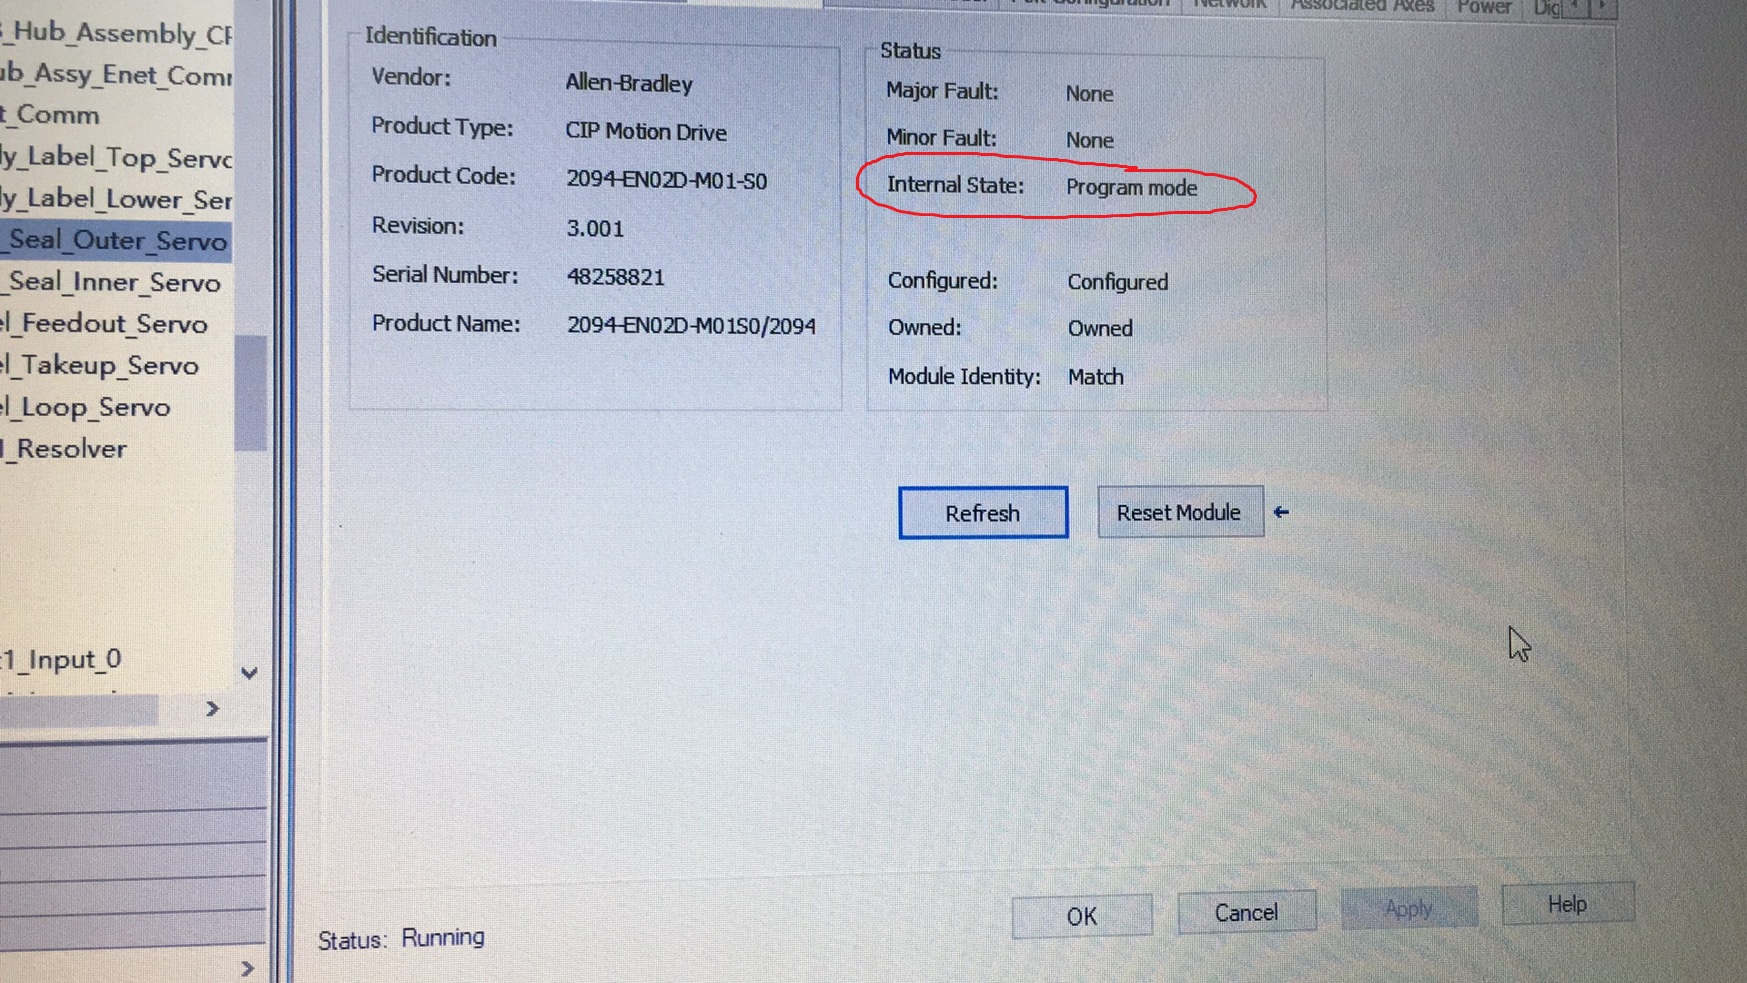 _Hub_Assembly_CF
ub_Assy_Enet_Comr
t_Comm
ly_Label_Top_Servc
ly_Label_Lower_Ser
_Seal_Outer_Servo
_Seal_Inner_Servo
el_Feedout_Servo
el_Takeup_Servo
el_Loop_Servo
_Resolver
1_Input_0
Network Associated Axes Power Dig
Identification
Vendor: Allen-Bradley
Product Type: CIP Motion Drive
Product Code: 2094-EN02D-M01-S0
Revision: 3.001
Serial Number: 48258821
Product Name: 2094-EN02D-M01S0/2094
Status
Major Fault: None
Minor Fault: None
Internal State: Program mode
Configured: Configured
Owned: Owned
Module Identity: Match
Refresh Reset Module
Status: Running
OK Cancel Apply Help